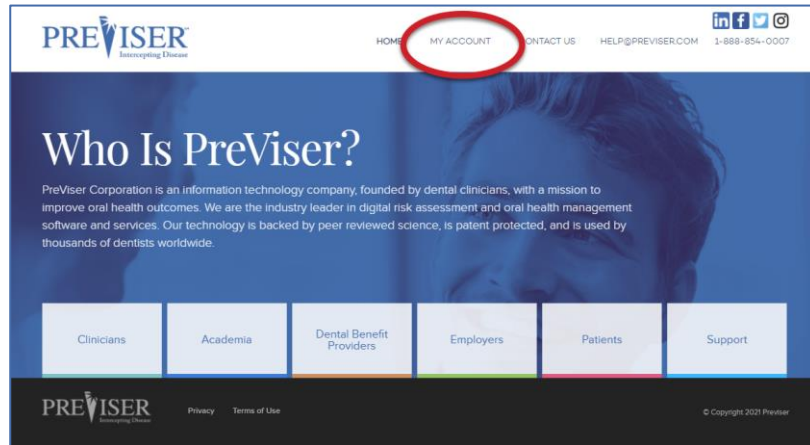 PREVISER™
Intercepting Disease
HOME MY ACCOUNT CONTACT US HELP@PREVISER.COM 1-888-854-0007
Who Is PreViser?
PreViser Corporation is an information technology company, founded by dental clinicians, with a mission to
improve oral health outcomes. We are the industry leader in digital risk assessment and oral health management
software and services. Our technology is backed by peer reviewed science, is patent protected, and is used by
thousands of dentists worldwide.
Clinicians
Academia
Dental Benefit
Providers
Employers
Patients
Support
PREVISER
Intercepting Disease
Privacy Terms of Use
© Copyright 2021 Previser